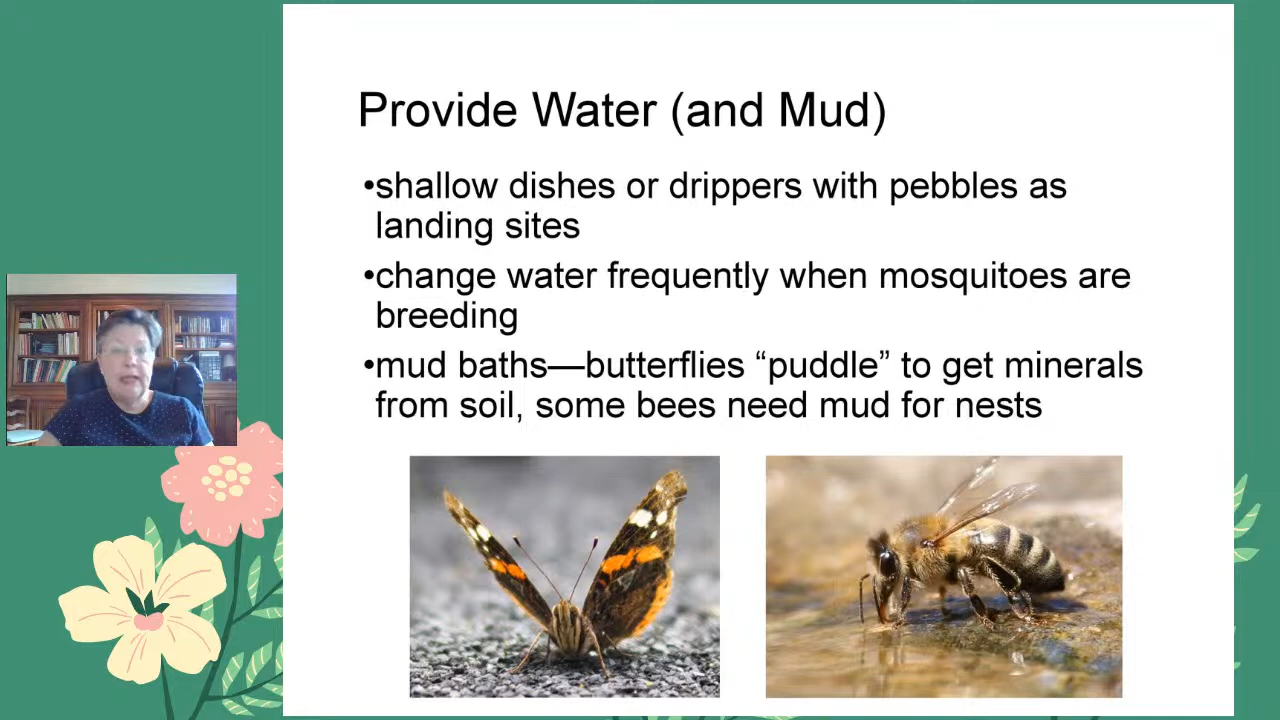 Provide Water (and Mud)
•shallow dishes or drippers with pebbles as
landing sites
•change water frequently when mosquitoes are
breeding
•mud baths—butterflies “puddle” to get minerals
from soil, some bees need mud for nests